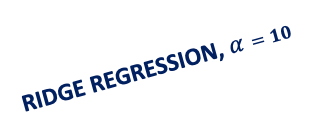 RIDGE REGRESSION, α = 10